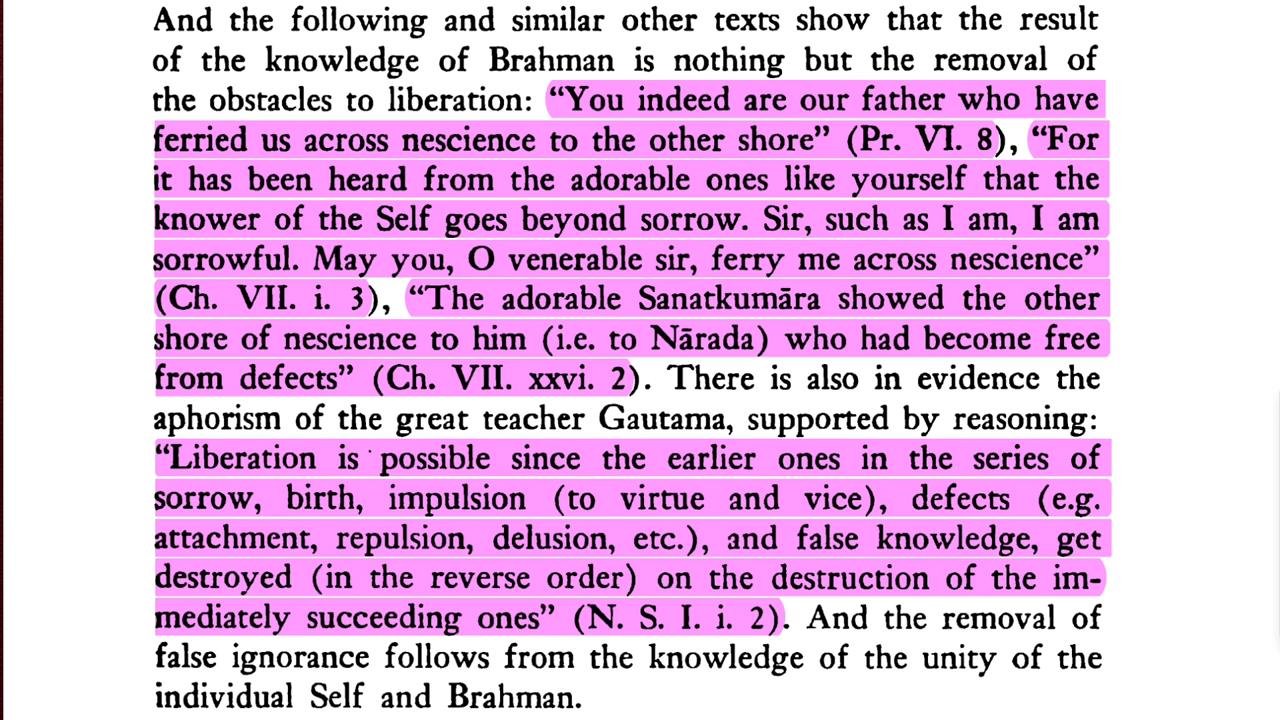 And the following and similar other texts show that the result
of the knowledge of Brahman is nothing but the removal of
the obstacles to liberation: “You indeed are our father who have
ferried us across nescience to the other shore” (Pr. VI. 8), “For
it has been heard from the adorable ones like yourself that the
knower of the Self goes beyond sorrow. Sir, such as I am, I am
sorrowful. May you, O venerable sir, ferry me across nescience”
(Ch. VII. i. 3), “The adorable Sanatkumāra showed the other
shore of nescience to him (i.e. to Nārada) who had become free
from defects” (Ch. VII. xxvi. 2). There is also in evidence the
aphorism of the great teacher Gautama, supported by reasoning:
“Liberation is possible since the earlier ones in the series of
sorrow, birth, impulsion (to virtue and vice), defects (e.g.
attachment, repulsion, delusion, etc.), and false knowledge, get
destroyed (in the reverse order) on the destruction of the im-
mediately succeeding ones” (N. S. I. i. 2). And the removal of
false ignorance follows from the knowledge of the unity of the
individual Self and Brahman.